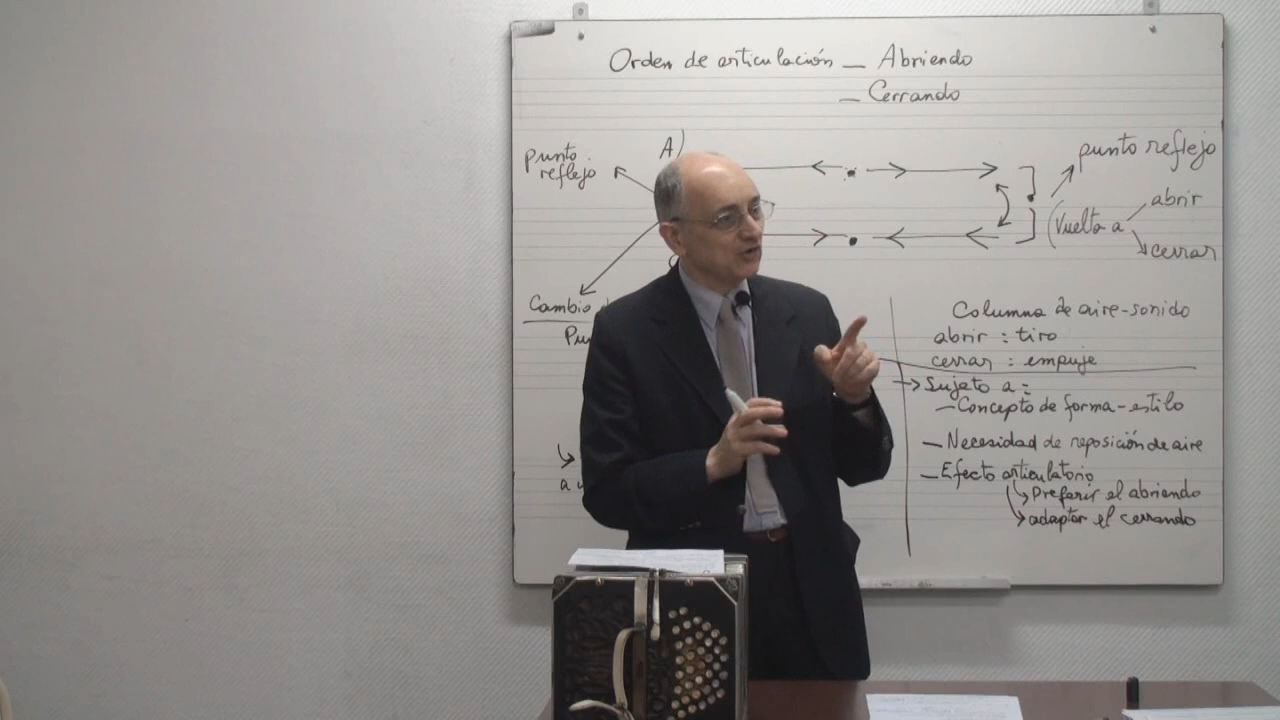 Orden de articulación — Abriendo
— Cerrando
A)
punto reflejo
punto
reflejo
(Vuelta a
abrir
cerrar
Cambio
Columna de aire-sonido
abrir : tiro
cerrar : empuje
→ Sujeto a:
— Concepto de forma-estilo
— Necesidad de reposición de aire
— Efecto articulatorio
Preferir el abriendo
adaptar el cerrando
a